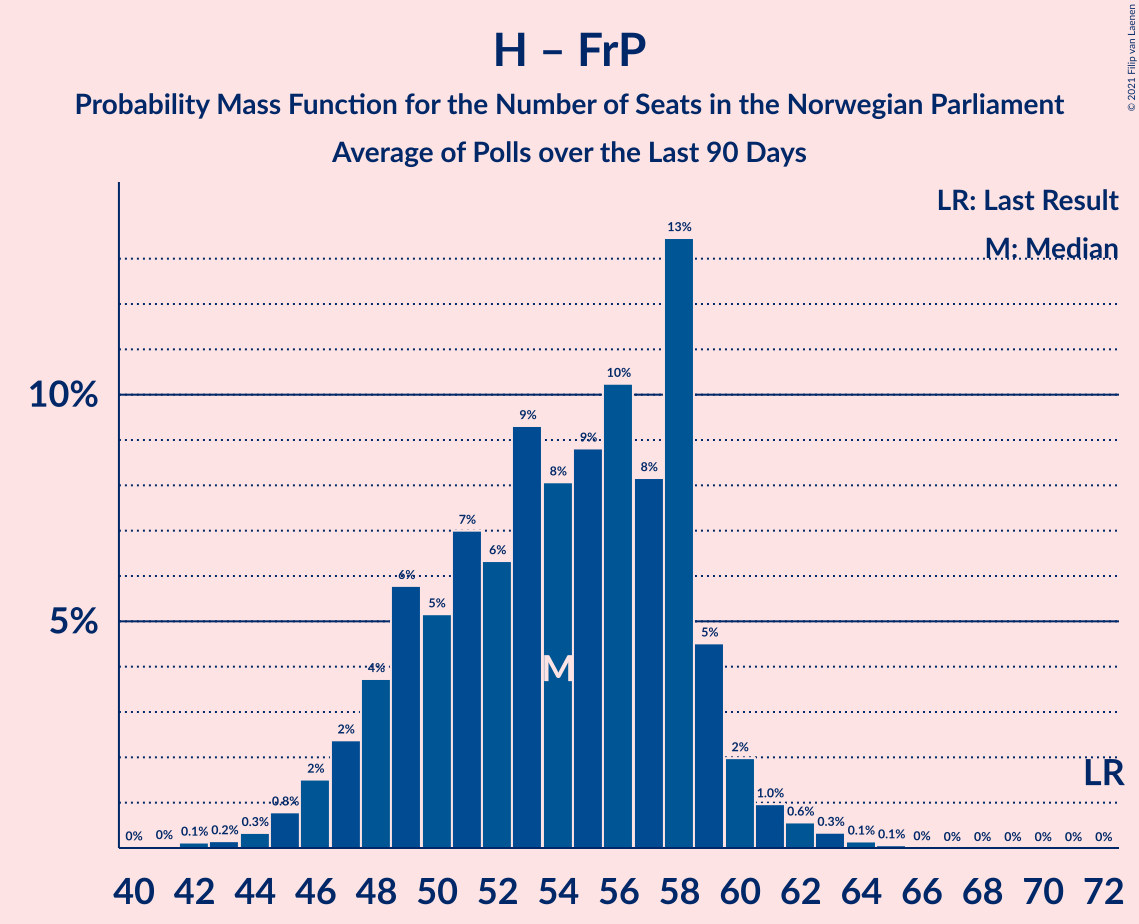 H – FrP
Probability Mass Function for the Number of Seats in the Norwegian Parliament
Average of Polls over the Last 90 Days
© 2021 Filip van Laenen
LR: Last Result
M: Median
10%
5%
0% 0% 0.1% 0.2% 0.3% 0.8% 2% 2% 4% 6% 5% 7% 6% 9% 8% 9% 10% 8% 13% 5% 2% 1.0% 0.6% 0.3% 0.1% 0.1% 0% 0% 0% 0% 0% 0% 0%
M
LR
40 42 44 46 48 50 52 54 56 58 60 62 64 66 68 70 72